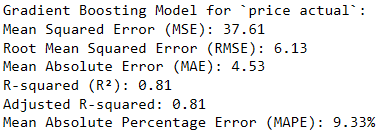 Gradient Boosting Model for `price actual`:
Mean Squared Error (MSE): 37.61
Root Mean Squared Error (RMSE): 6.13
Mean Absolute Error (MAE): 4.53
R-squared (R²): 0.81
Adjusted R-squared: 0.81
Mean Absolute Percentage Error (MAPE): 9.33%